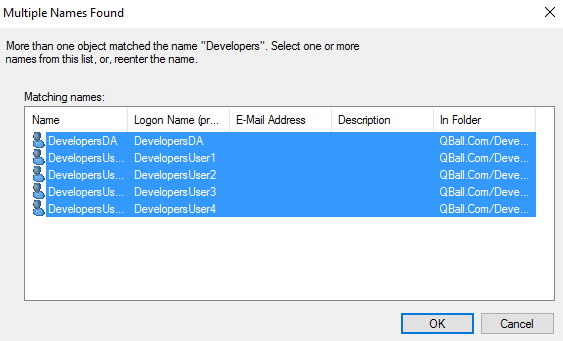 Multiple Names Found
More than one object matched the name "Developers". Select one or more
names from this list, or, reenter the name.
Matching names:
Name Logon Name (pr... E-Mail Address Description In Folder
DevelopersDA DevelopersDA QBall.Com/Deve...
DevelopersUs... DevelopersUser1 QBall.Com/Deve...
DevelopersUs... DevelopersUser2 QBall.Com/Deve...
DevelopersUs... DevelopersUser3 QBall.Com/Deve...
DevelopersUs... DevelopersUser4 QBall.Com/Deve...
OK Cancel